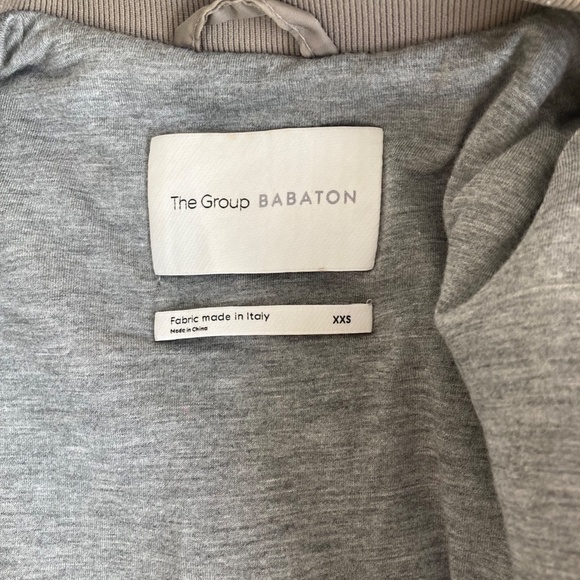 The Group BABATON
Fabric made in Italy XXS
Made in China